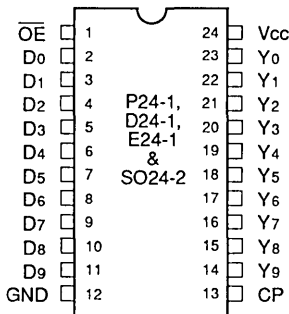 OE 1 24 Vcc
D0 2 23 Y0
D1 3 22 Y1
D2 4 21 Y2
D3 5 20 Y3
D4 6 19 Y4
D5 7 18 Y5
D6 8 17 Y6
D7 9 16 Y7
D8 10 15 Y8
D9 11 14 Y9
GND 12 13 CP
P24-1,
D24-1,
E24-1
&
SO24-2